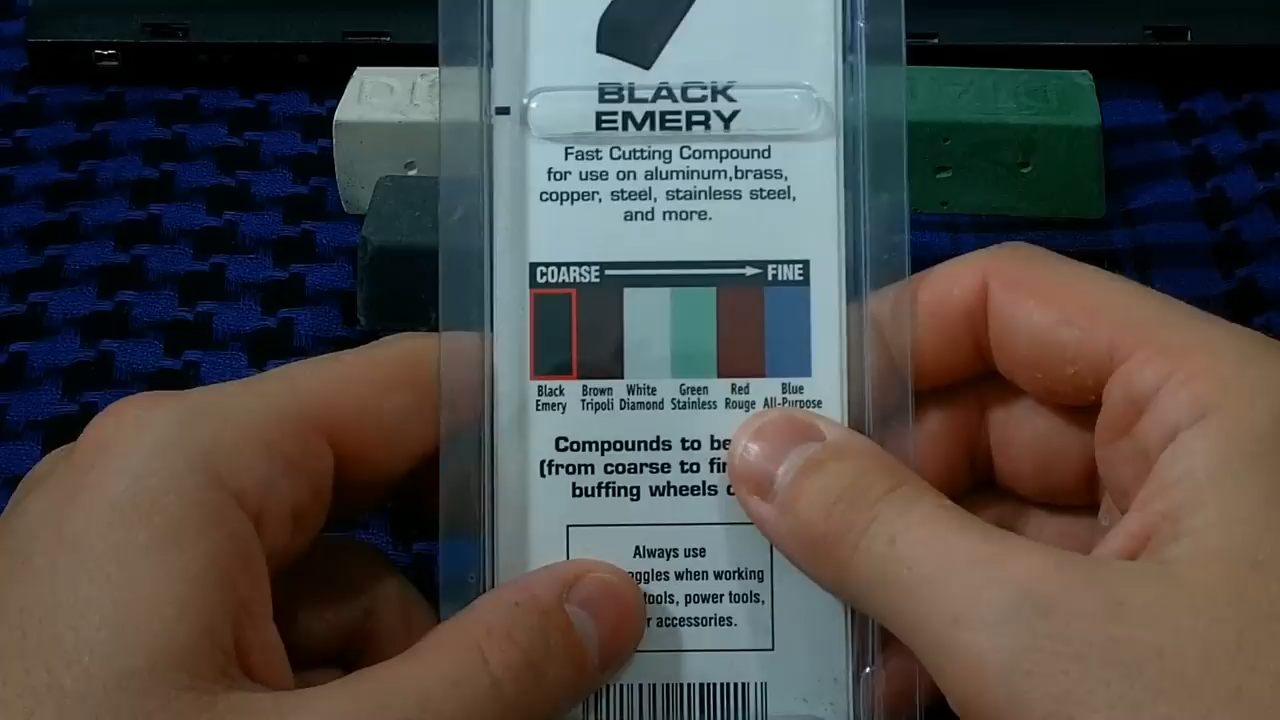 BLACK
EMERY
Fast Cutting Compound
for use on aluminum,brass,
copper, steel, stainless steel,
and more.
COARSE FINE
Black Emery
Brown Tripoli
White Diamond
Green Stainless
Red Rouge
Blue All-Purpose
Compounds to be
(from coarse to
buffing wheels
Always use
when working
tools, power tools,
accessories.